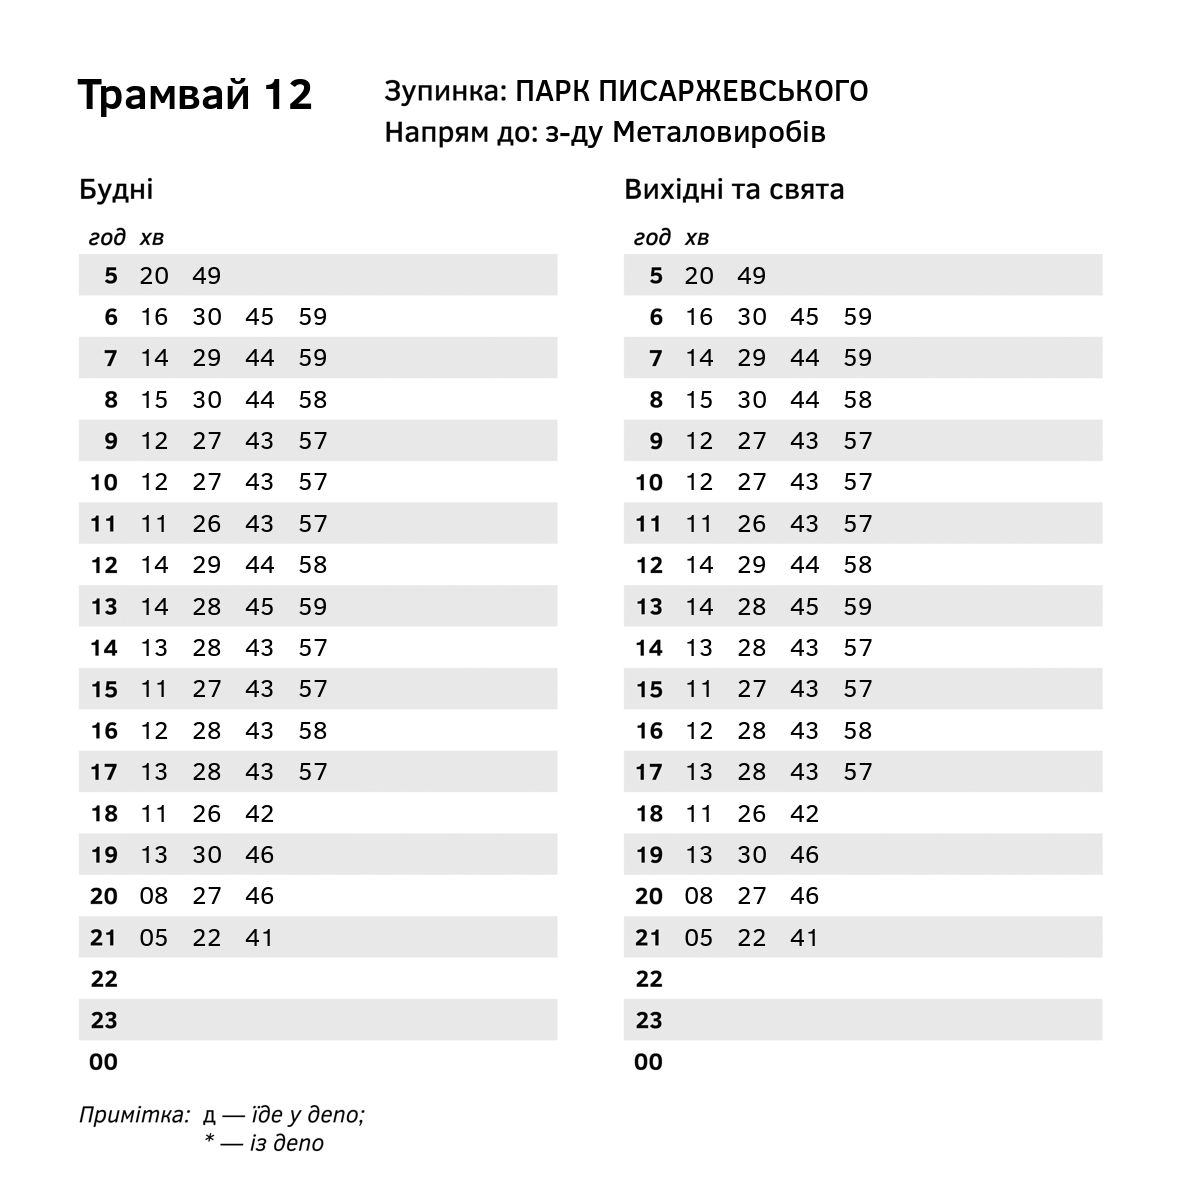 Трамвай 12
Зупинка: ПАРК ПИСАРЖЕВСЬКОГО
Напрям до: з-ду Металовиробів
Будні
год хв
5 20 49
6 16 30 45 59
7 14 29 44 59
8 15 30 44 58
9 12 27 43 57
10 12 27 43 57
11 11 26 43 57
12 14 29 44 58
13 14 28 45 59
14 13 28 43 57
15 11 27 43 57
16 12 28 43 58
17 13 28 43 57
18 11 26 42
19 13 30 46
20 08 27 46
21 05 22 41
22
23
00
Вихідні та свята
год хв
5 20 49
6 16 30 45 59
7 14 29 44 59
8 15 30 44 58
9 12 27 43 57
10 12 27 43 57
11 11 26 43 57
12 14 29 44 58
13 14 28 45 59
14 13 28 43 57
15 11 27 43 57
16 12 28 43 58
17 13 28 43 57
18 11 26 42
19 13 30 46
20 08 27 46
21 05 22 41
22
23
00
Примітка: д — їде у депо;
* — із депо